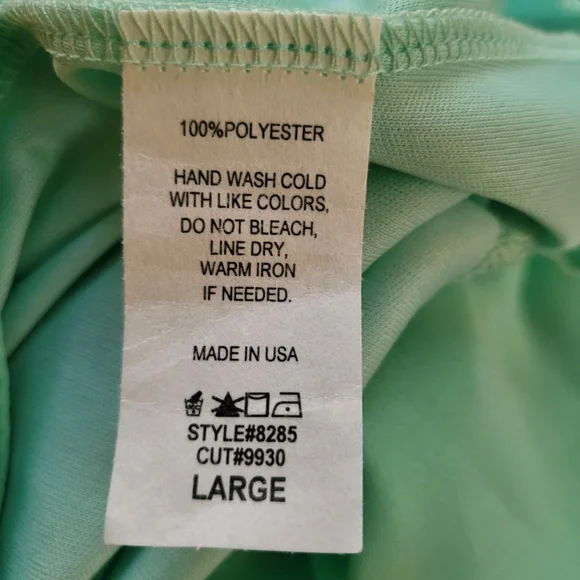 100%POLYESTER
HAND WASH COLD
WITH LIKE COLORS,
DO NOT BLEACH,
LINE DRY,
WARM IRON
IF NEEDED.
MADE IN USA
STYLE#8285
CUT#9930
LARGE